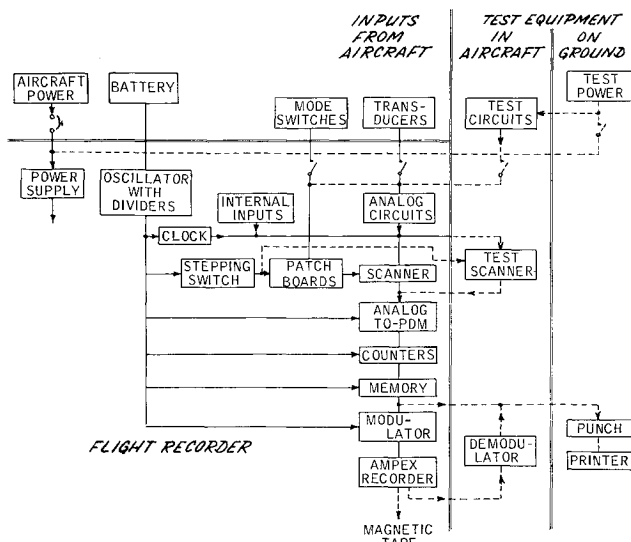 INPUTS
FROM
AIRCRAFT
TEST EQUIPMENT
IN
AIRCRAFT
ON
GROUND
AIRCRAFT
POWER
BATTERY
MODE
SWITCHES
TRANS-
DUCERS
TEST
CIRCUITS
TEST
POWER
POWER
SUPPLY
OSCILLATOR
WITH
DIVIDERS
INTERNAL
INPUTS
ANALOG
CIRCUITS
CLOCK
STEPPING
SWITCH
PATCH
BOARDS
SCANNER
TEST
SCANNER
ANALOG
TO-PDM
COUNTERS
MEMORY
MODU-
LATOR
DEMODU-
LATOR
PUNCH
PRINTER
FLIGHT RECORDER
AMPEX
RECORDER
MAGNETIC
TAPE